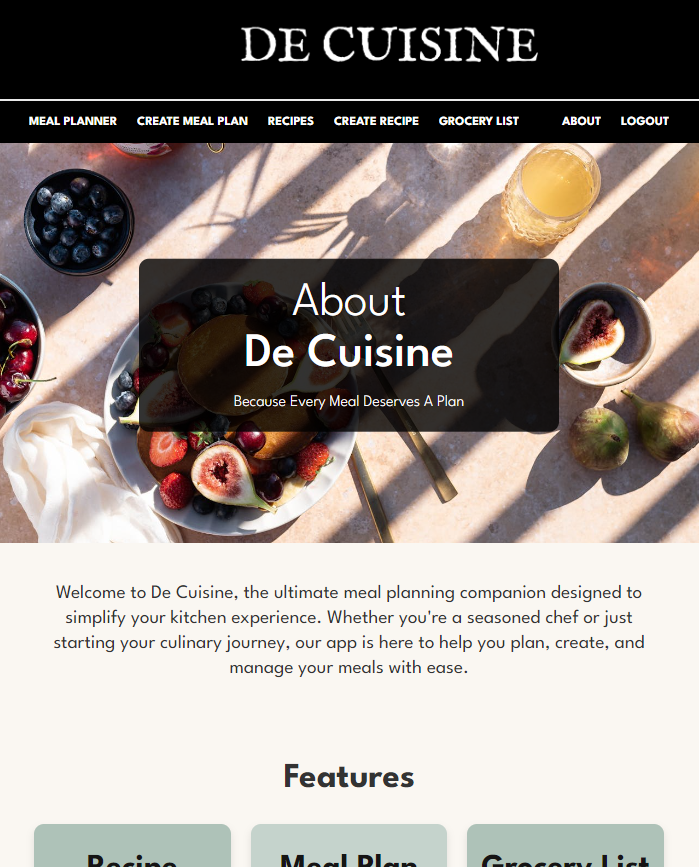 DE CUISINE
MEAL PLANNER CREATE MEAL PLAN RECIPES CREATE RECIPE GROCERY LIST ABOUT LOGOUT
About
De Cuisine
Because Every Meal Deserves A Plan
Welcome to De Cuisine, the ultimate meal planning companion designed to
simplify your kitchen experience. Whether you're a seasoned chef or just
starting your culinary journey, our app is here to help you plan, create, and
manage your meals with ease.
Features
Recipe Meal Plan Grocery List